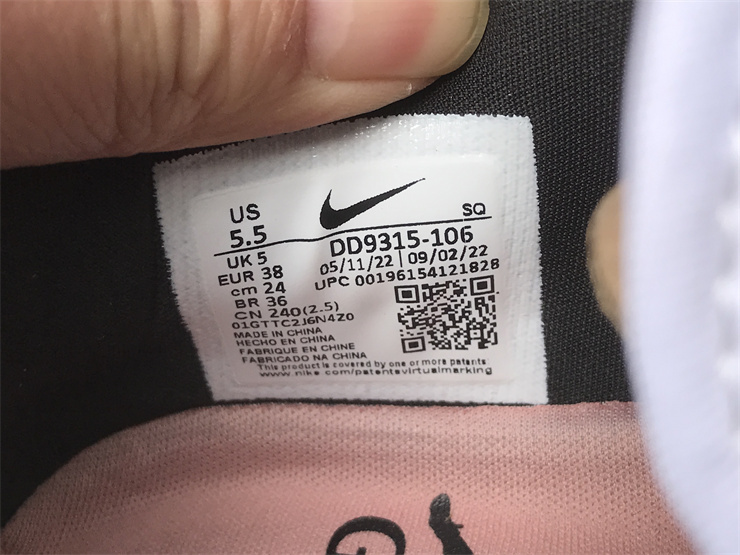 US
5.5
SQ
DD9315-106
UK 5
05/11/22 | 09/02/22
EUR 38
UPC 00196154121828
cm 24
BR 36
CN 240(2.5)
01GTTC2J6N4Z0
MADE IN CHINA
HECHO EN CHINA
FABRIQUE EN CHINE
FABRICADO NA CHINA
This product is covered by one or more patents
www.nike.com/patentsvirtualmarking
G